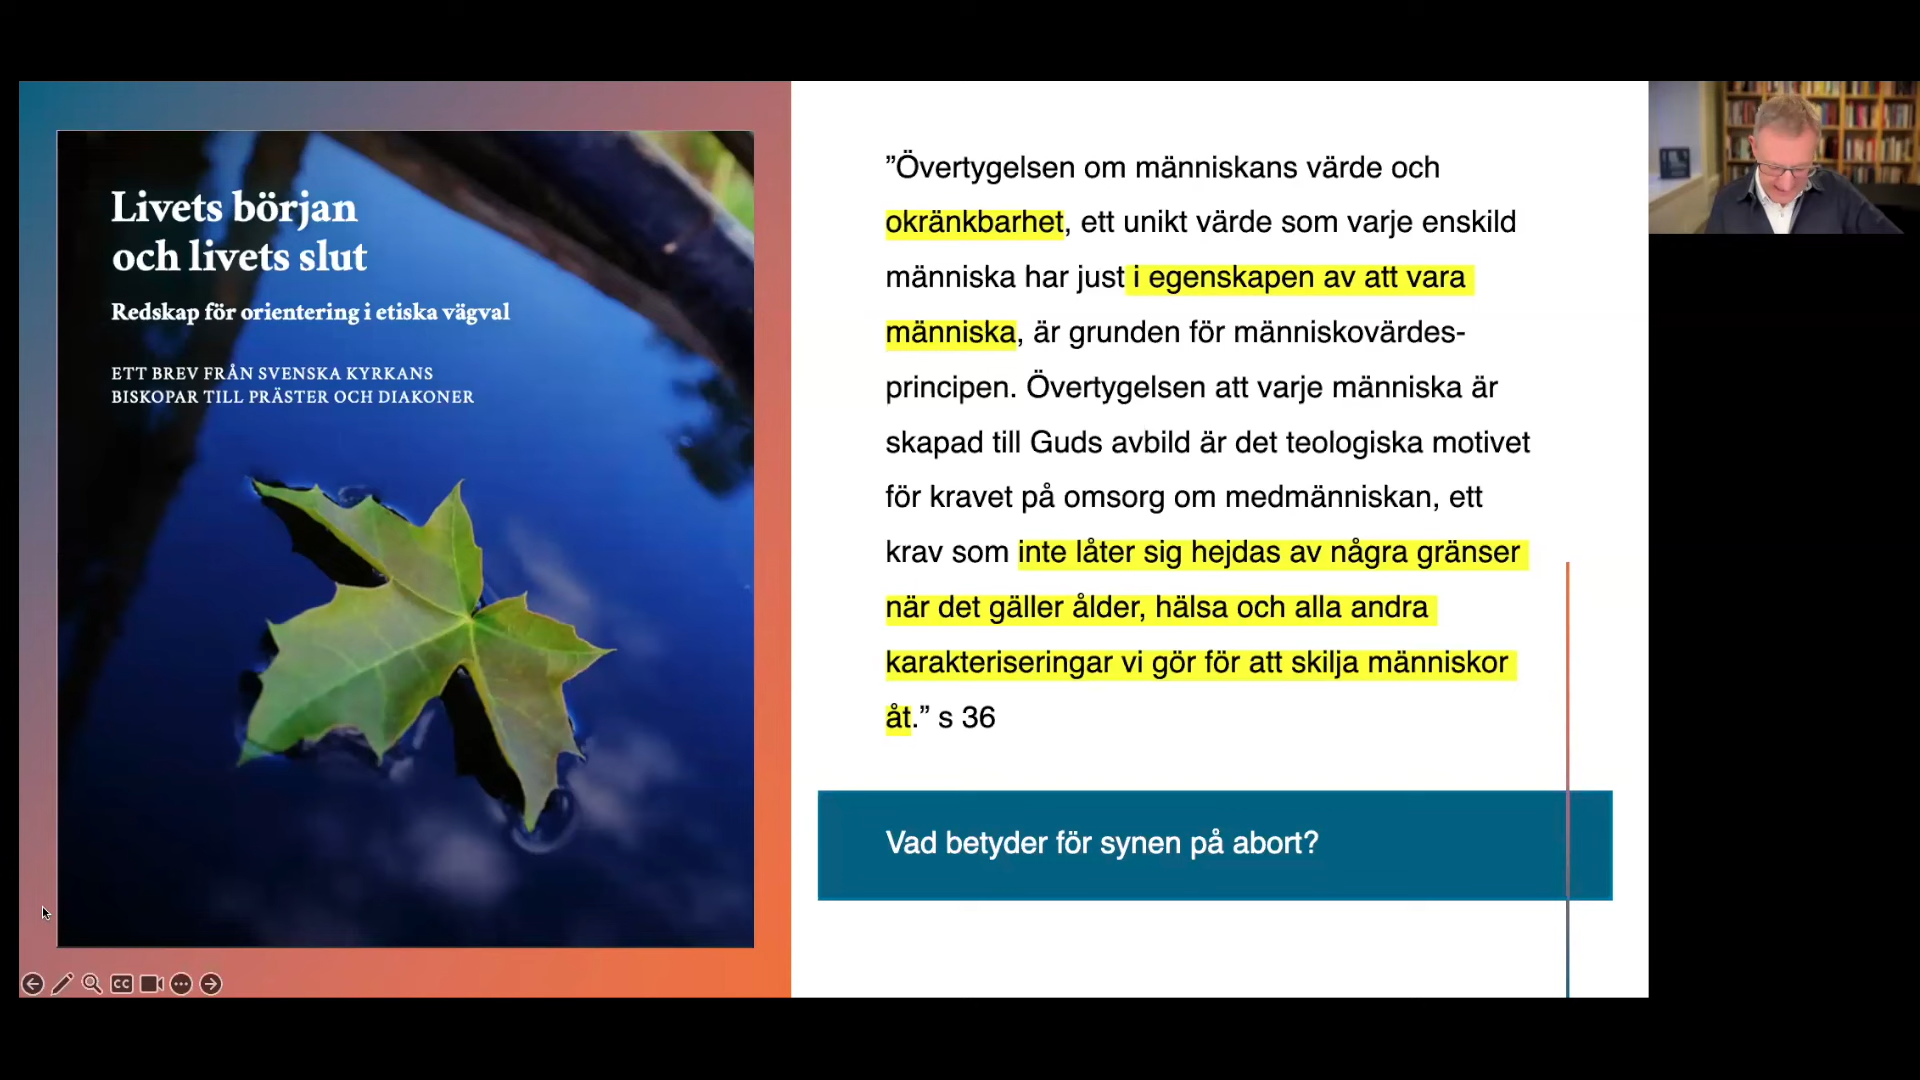 Livets början
och livets slut
Redskap för orientering i etiska vägval
ETT BREV FRÅN SVENSKA KYRKANS
BISKOPAR TILL PRÄSTER OCH DIAKONER
”Övertygelsen om människans värde och
okränkbarhet, ett unikt värde som varje enskild
människa har just i egenskapen av att vara
människa, är grunden för människovärdes-
principen. Övertygelsen att varje människa är
skapad till Guds avbild är det teologiska motivet
för kravet på omsorg om medmänniskan, ett
krav som inte låter sig hejdas av några gränser
när det gäller ålder, hälsa och alla andra
karakteriseringar vi gör för att skilja människor
åt.” s 36
Vad betyder för synen på abort?
CC